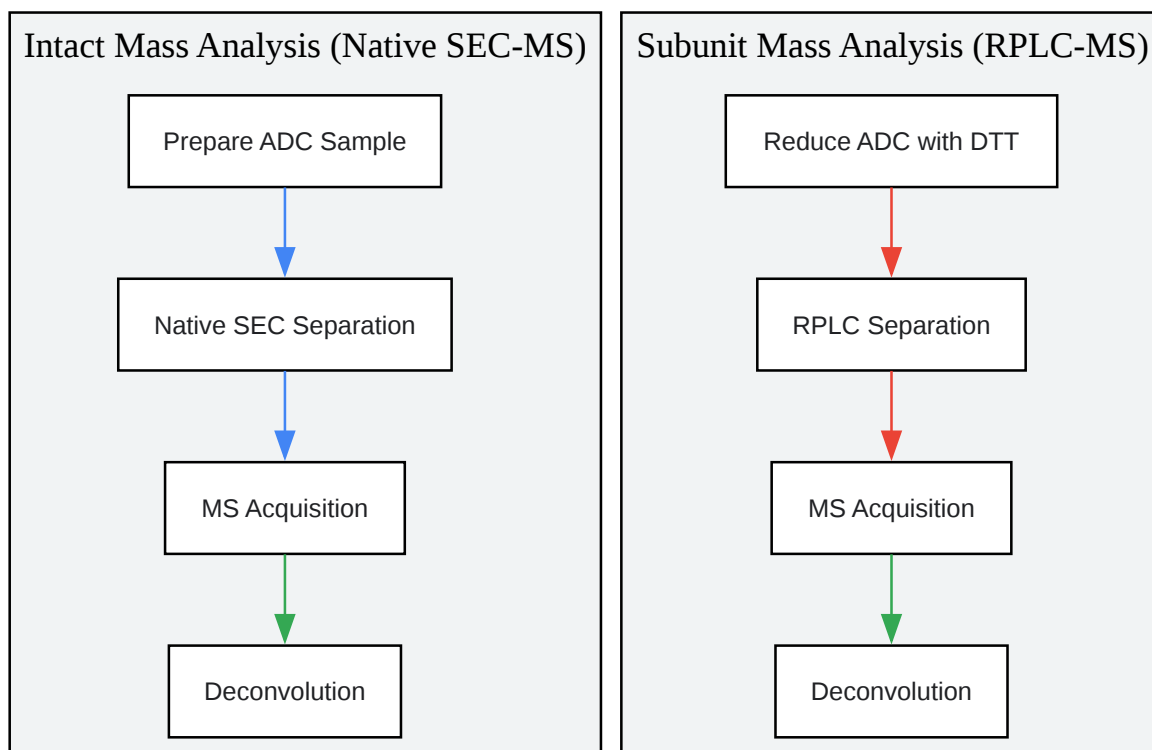 Intact Mass Analysis (Native SEC-MS)
Prepare ADC Sample
Native SEC Separation
MS Acquisition
Deconvolution
Subunit Mass Analysis (RPLC-MS)
Reduce ADC with DTT
RPLC Separation
MS Acquisition
Deconvolution